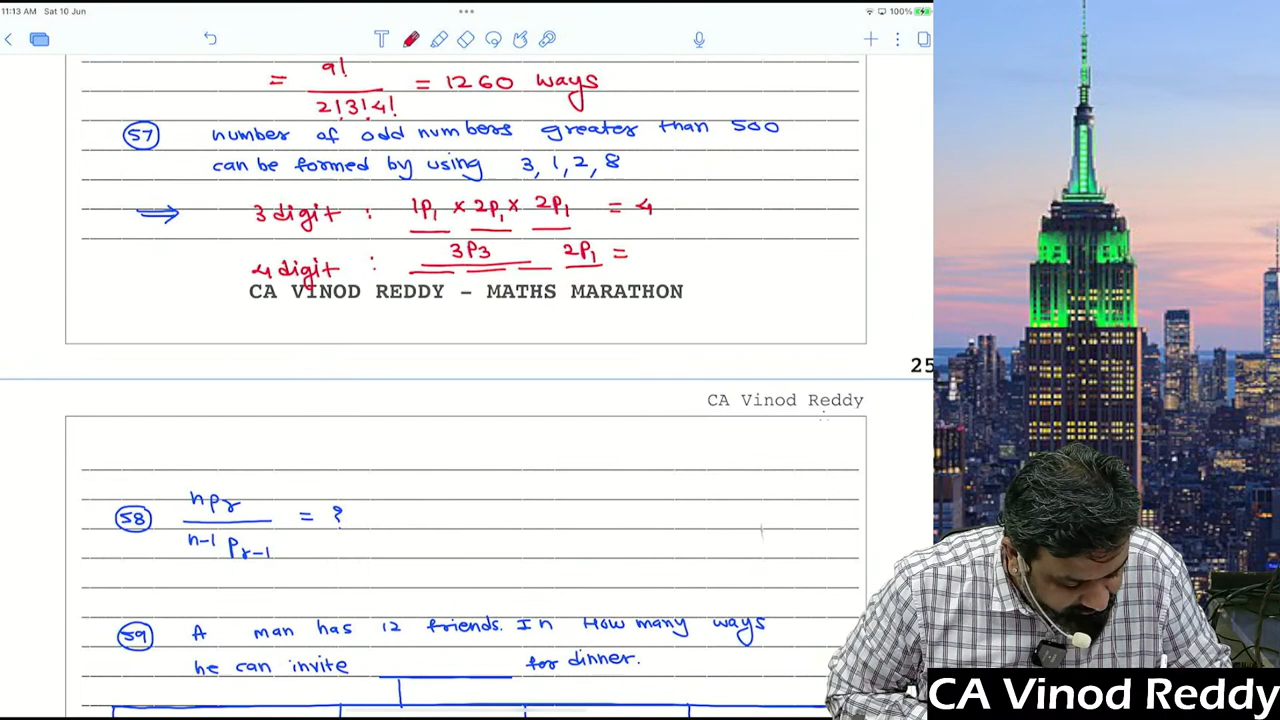 11:13 AM Sat 10 Jun
100%
= 9! / 2!3!4! = 1260 ways
57 number of odd numbers greater than 500
can be formed by using 3, 1, 2, 8
⇒ 3 digit : 1P1 × 2P1 × 2P1 = 4
4 digit : 3P3 2P1 =
CA VINOD REDDY - MATHS MARATHON
25
CA Vinod Reddy
58 nPr / n-1 Pr-1 = ?
59 A man has 12 friends. In How many ways
he can invite for dinner.
CA Vinod Reddy